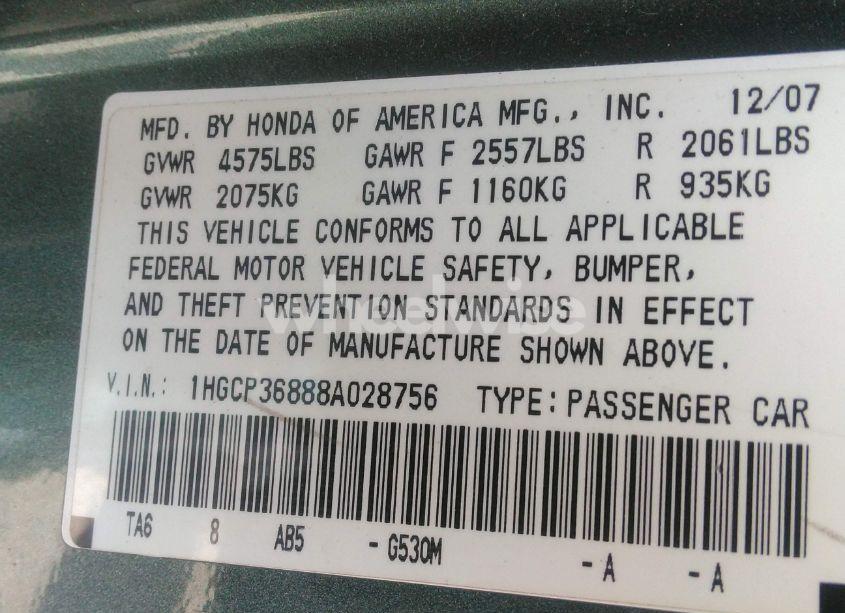 MFD. BY HONDA OF AMERICA MFG., INC. 12/07
GVWR 4575LBS GAWR F 2557LBS R 2061LBS
GVWR 2075KG GAWR F 1160KG R 935KG
THIS VEHICLE CONFORMS TO ALL APPLICABLE
FEDERAL MOTOR VEHICLE SAFETY, BUMPER,
AND THEFT PREVENTION STANDARDS IN EFFECT
wheelwise
ON THE DATE OF MANUFACTURE SHOWN ABOVE.
V.I.N.: 1HGCP36888A028756 TYPE: PASSENGER CAR
TA6 8 AB5 - G530M - A - A